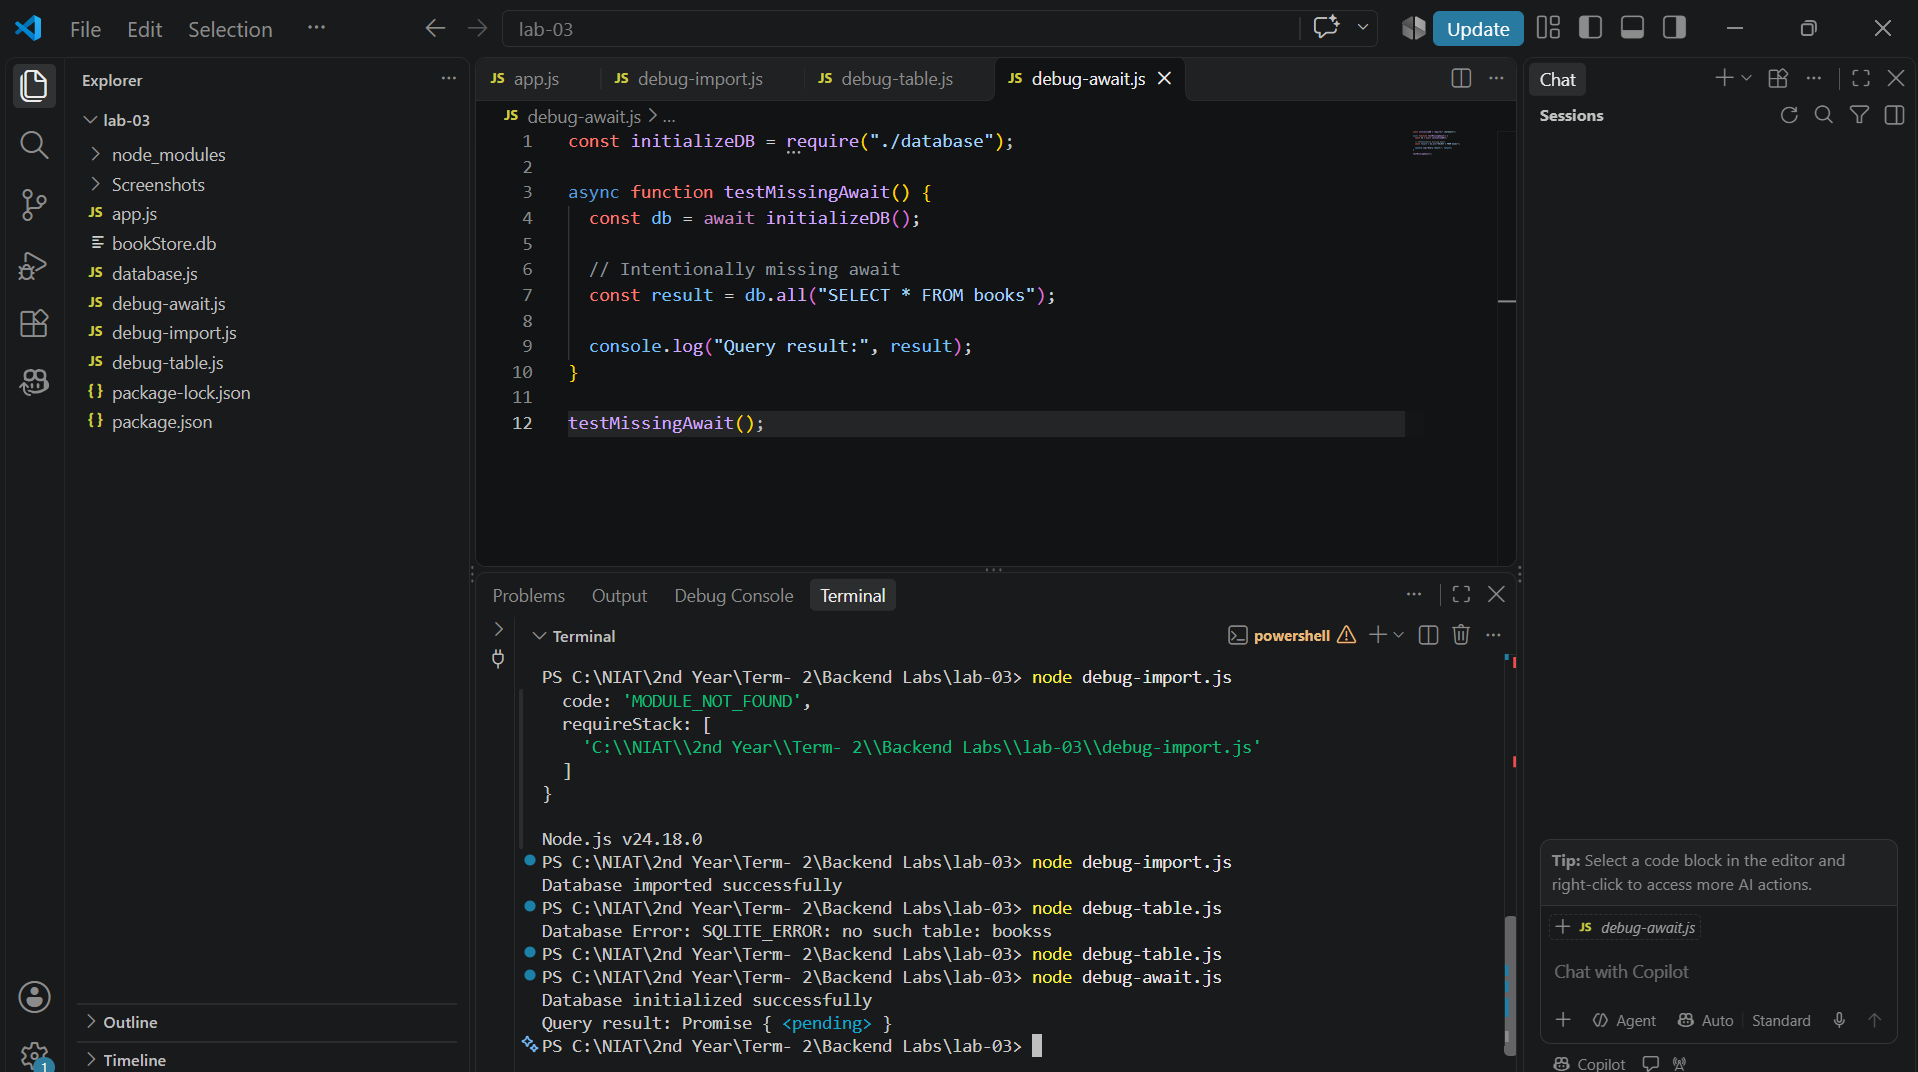 File Edit Selection ···
lab-03
Update
Explorer
lab-03
node_modules
Screenshots
JS app.js
bookStore.db
JS database.js
JS debug-await.js
JS debug-import.js
JS debug-table.js
{} package-lock.json
{} package.json
Outline
Timeline
1
JS app.js JS debug-import.js JS debug-table.js JS debug-await.js
JS debug-await.js > ...
1 const initializeDB = require("./database");
2
3 async function testMissingAwait() {
4 const db = await initializeDB();
5
6 // Intentionally missing await
7 const result = db.all("SELECT * FROM books");
8
9 console.log("Query result:", result);
10 }
11
12 testMissingAwait();
Problems Output Debug Console Terminal
Terminal
powershell
PS C:\NIAT\2nd Year\Term- 2\Backend Labs\lab-03> node debug-import.js
code: 'MODULE_NOT_FOUND',
requireStack: [
'C:\\NIAT\\2nd Year\\Term- 2\\Backend Labs\\lab-03\\debug-import.js'
]
}
Node.js v24.18.0
PS C:\NIAT\2nd Year\Term- 2\Backend Labs\lab-03> node debug-import.js
Database imported successfully
PS C:\NIAT\2nd Year\Term- 2\Backend Labs\lab-03> node debug-table.js
Database Error: SQLITE_ERROR: no such table: bookss
PS C:\NIAT\2nd Year\Term- 2\Backend Labs\lab-03> node debug-table.js
PS C:\NIAT\2nd Year\Term- 2\Backend Labs\lab-03> node debug-await.js
Database initialized successfully
Query result: Promise { <pending> }
PS C:\NIAT\2nd Year\Term- 2\Backend Labs\lab-03>
Chat
Sessions
Tip: Select a code block in the editor and
right-click to access more AI actions.
JS debug-await.js
Chat with Copilot
Agent Auto Standard
Copilot